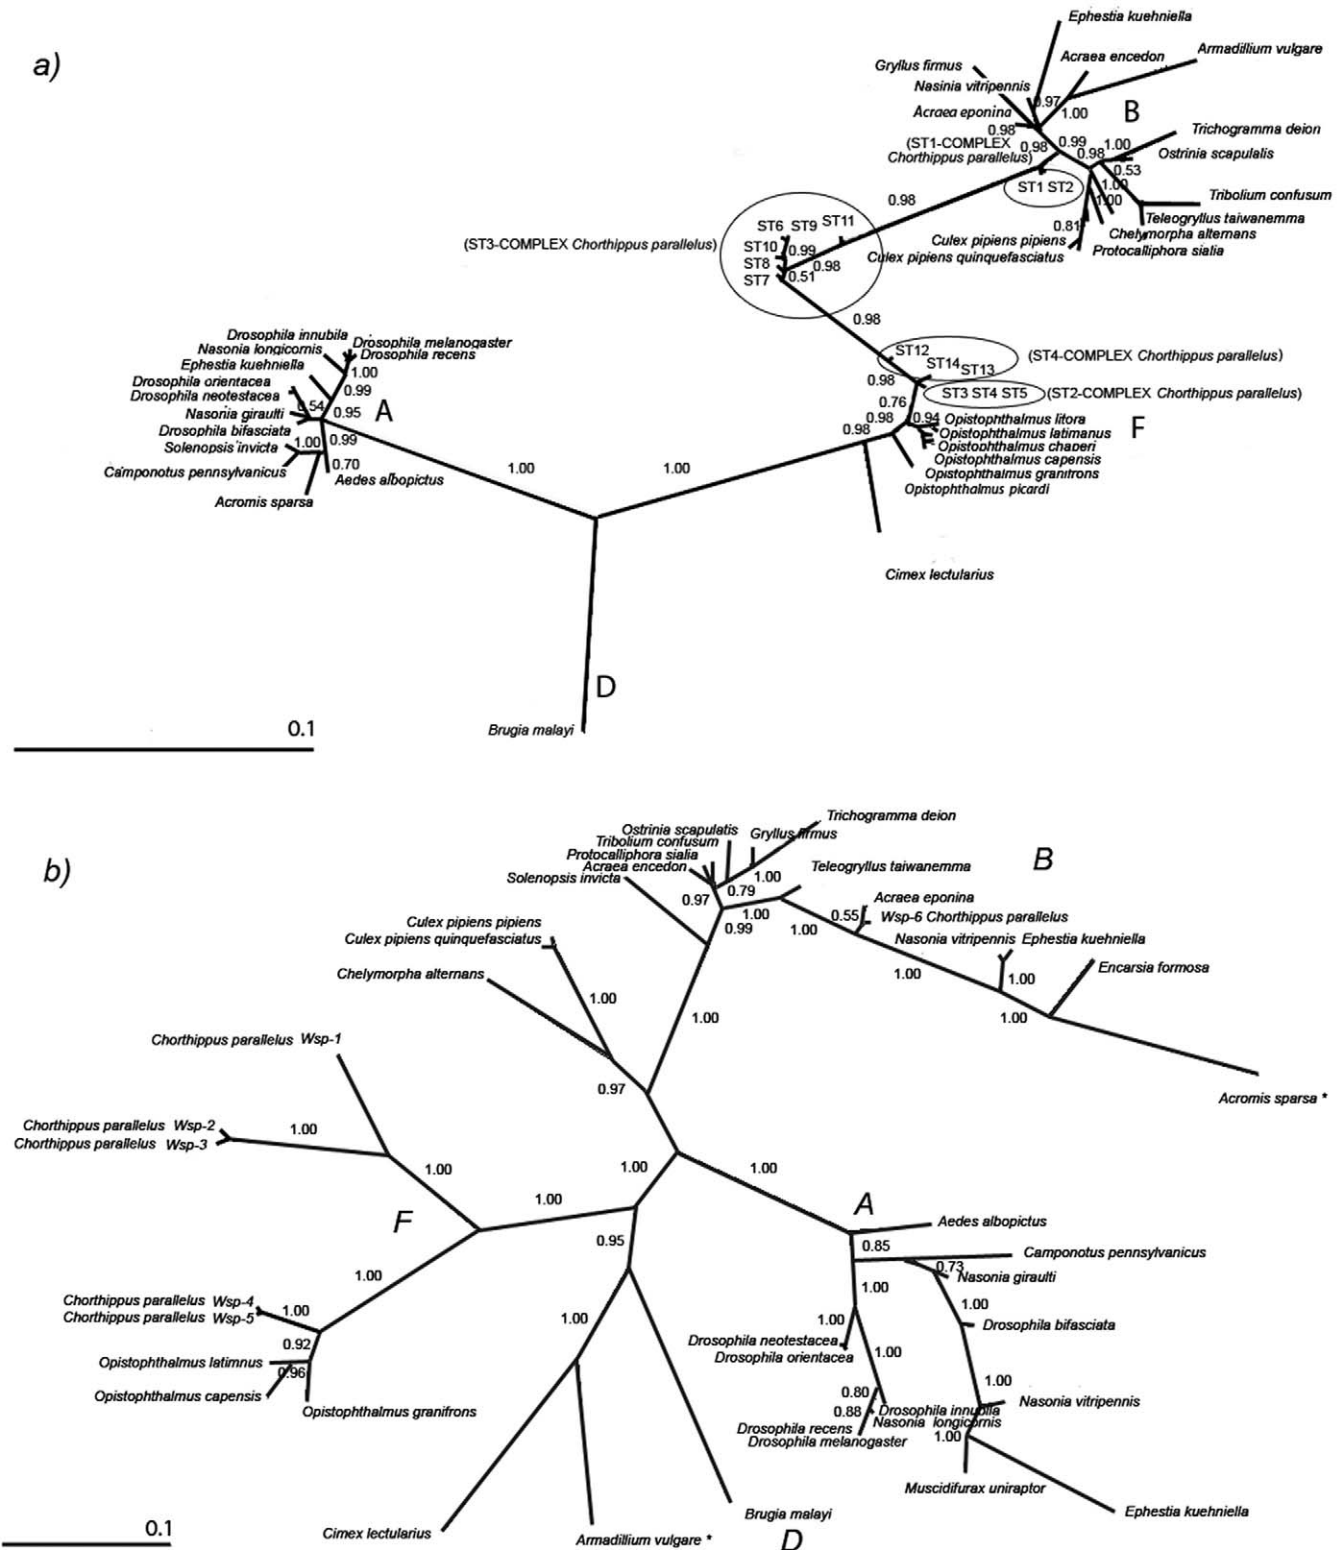 a)
Ephestia kuehniella
Armadillium vulgare
Acraea encedon
Gryllus firmus
Nasinia vitripennis
0.97
1.00
B
Acraea eponina
0.98
Trichogramma deion
(ST1-COMPLEX
Chorthippus parallelus)
0.98
0.99
0.98
1.00
Ostrinia scapulalis
0.53
ST1 ST2
1.00
1.00
Tribolium confusum
0.98
Teleogryllus taiwanemma
0.81
Chelymorpha alternans
Culex pipiens pipiens
Protocalliphora sialia
Culex pipiens quinquefasciatus
ST6 ST9 ST11
(ST3-COMPLEX Chorthippus parallelus)
ST10
0.99
ST8
0.98
ST7
0.51
0.98
Drosophila innubila
Drosophila melanogaster
Nasonia longicornis
Drosophila recens
Ephestia kuehniella
1.00
Drosophila orientacea
0.99
Drosophila neotestacea
0.54
0.95
A
Nasonia giraulti
Drosophila bifasciata
Solenopsis invicta
1.00
0.99
0.70
Camponotus pennsylvanicus
Aedes albopictus
Acromis sparsa
ST12
ST14 ST13
(ST4-COMPLEX Chorthippus parallelus)
0.98
ST3 ST4 ST5
(ST2-COMPLEX Chorthippus parallelus)
0.76
0.98
0.94
Opistophthalmus litora
F
0.98
Opistophthalmus latimanus
Opistophthalmus chaperi
Opistophthalmus capensis
Opistophthalmus granifrons
Opistophthalmus picardi
1.00
1.00
Cimex lectularius
D
Brugia malayi
0.1
b)
Trichogramma deion
Ostrinia scapulatis
Gryllus firmus
Tribolium confusum
Protocalliphora sialia
Acraea encedon
Solenopsis invicta
1.00
Teleogryllus taiwanemma
B
0.79
0.97
1.00
0.99
1.00
0.55
Acraea eponina
Wsp-6 Chorthippus parallelus
Culex pipiens pipiens
Culex pipiens quinquefasciatus
Nasonia vitripennis Ephestia kuehniella
Chelymorpha alternans
1.00
1.00
Encarsia formosa
1.00
1.00
1.00
Acromis sparsa *
0.97
Chorthippus parallelus Wsp-1
Chorthippus parallelus Wsp-2
Chorthippus parallelus Wsp-3
1.00
1.00
1.00
1.00
1.00
F
A
Aedes albopictus
0.95
0.85
Camponotus pennsylvanicus
0.73
Nasonia giraulti
1.00
1.00
1.00
Chorthippus parallelus Wsp-4
Chorthippus parallelus Wsp-5
1.00
1.00
1.00
Drosophila bifasciata
0.92
Drosophila neotestacea
Drosophila orientacea
1.00
Opistophthalmus latimnus
0.96
Opistophthalmus capensis
Opistophthalmus granifrons
1.00
0.80
0.88
Nasonia vitripennis
Drosophila innubila
Nasonia longicornis
Drosophila recens
Drosophila melanogaster
1.00
Muscidifurax uniraptor
Ephestia kuehniella
Brugia malayi
Cimex lectularius
Armadillium vulgare *
D
0.1